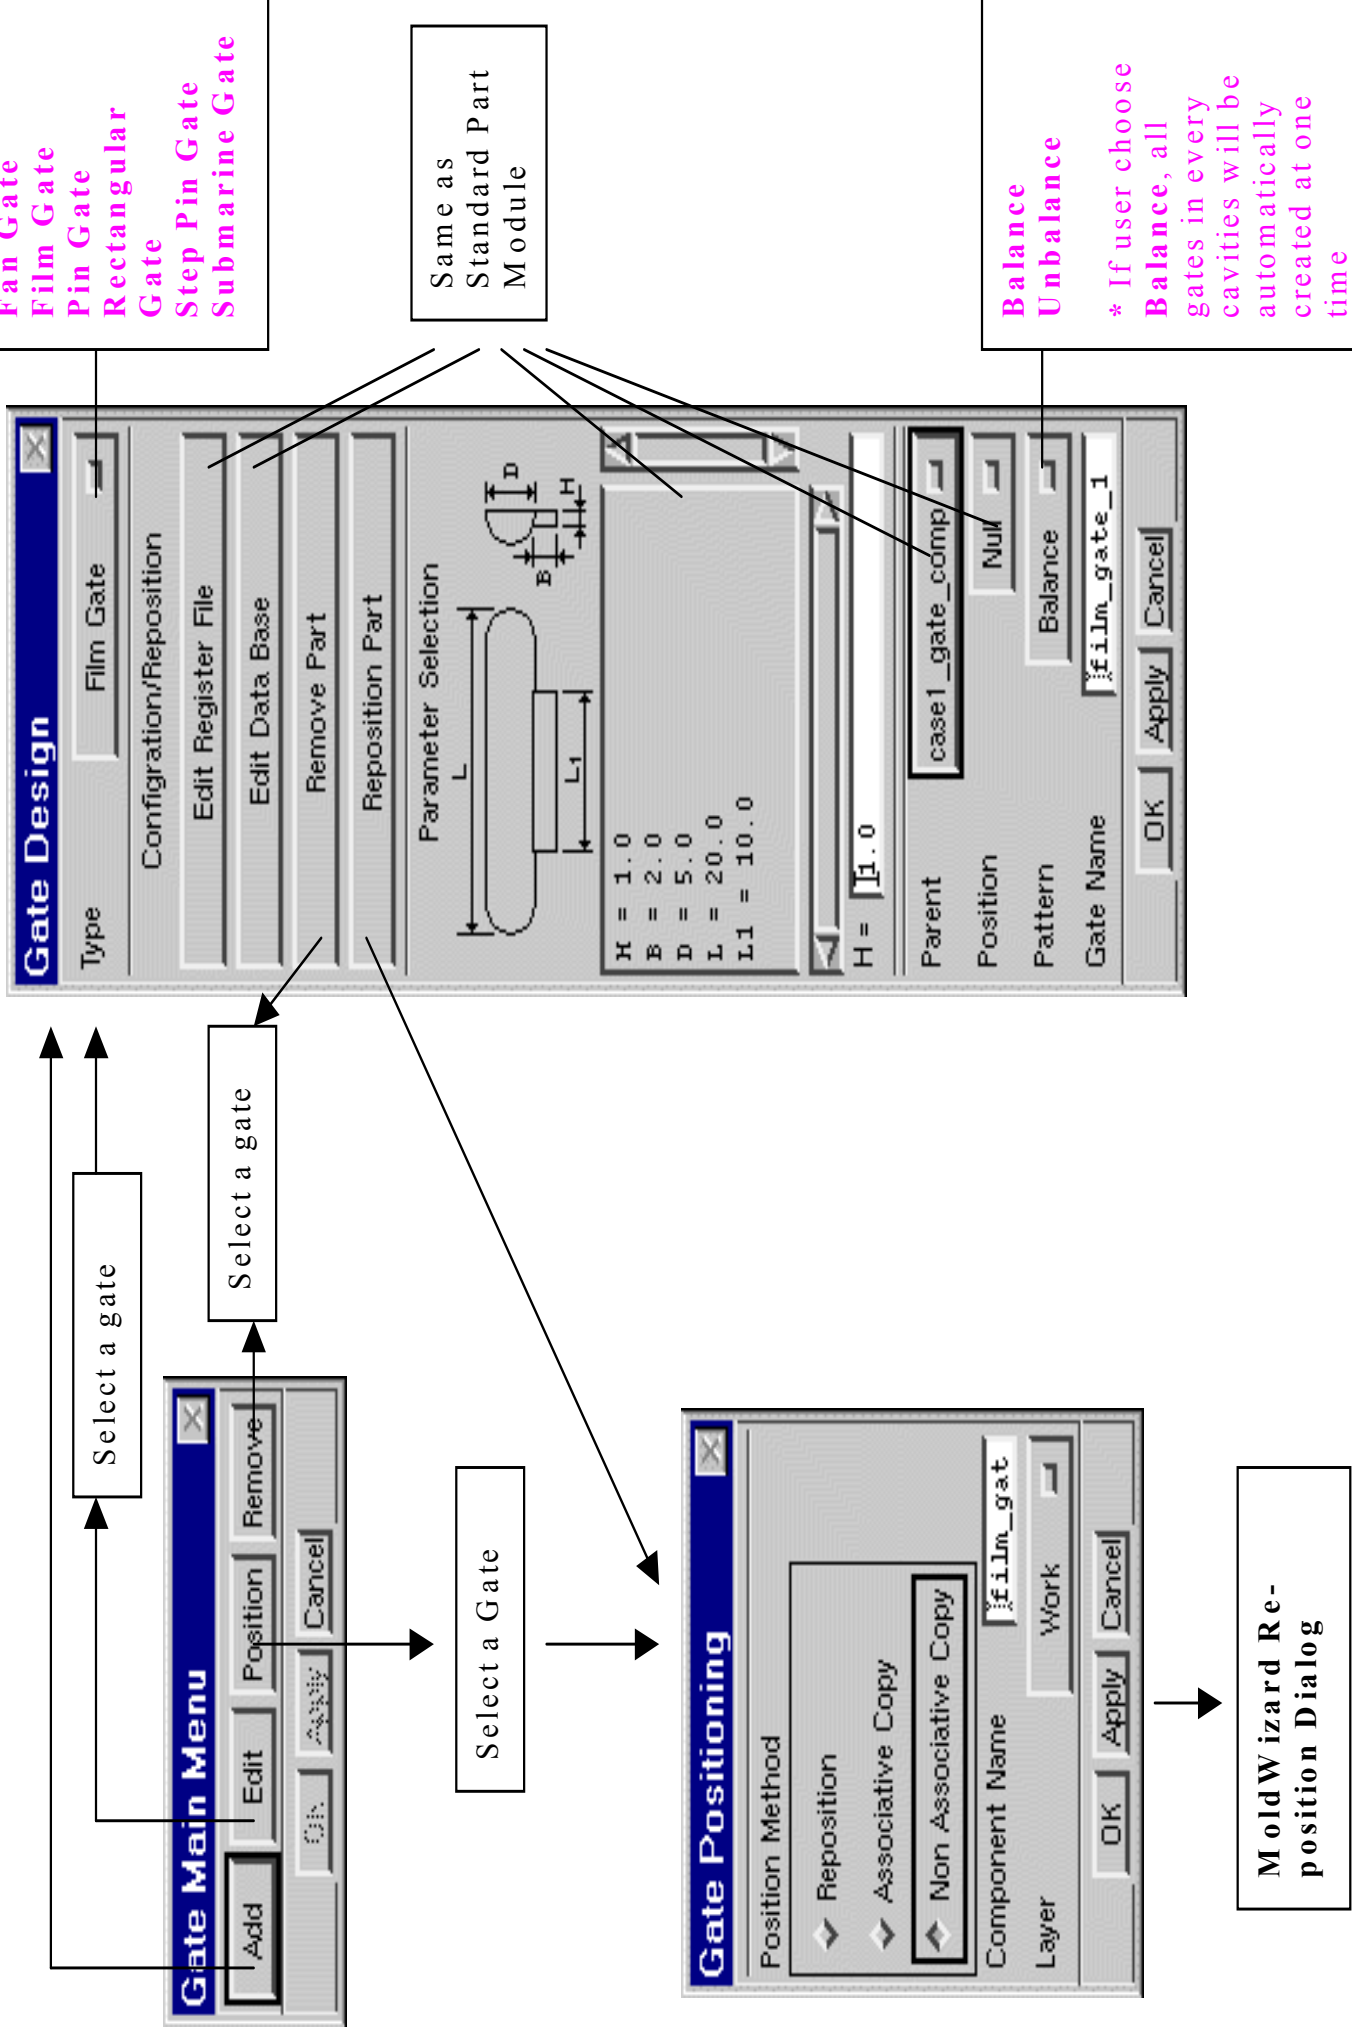 Fan Gate
Film Gate
Pin Gate
Rectangular
Gate
Step Pin Gate
Submarine Gate
Same as
Standard Part
Module
Balance
Unbalance
* If user choose
Balance, all
gates in every
cavities will be
automatically
created at one
time
Gate Design
Type
Film Gate
Configration/Reposition
Edit Register File
Edit Data Base
Remove Part
Reposition Part
Parameter Selection
L
L1
B
D
H
H = 1.0
B = 2.0
D = 5.0
L = 20.0
L1 = 10.0
H = 1.0
Parent case1_gate_comp
Position Null
Pattern Balance
Gate Name film_gate_1
OK Apply Cancel
Select a gate
Select a gate
Gate Main Menu
Add Edit Position Remove
OK Apply Cancel
Select a Gate
Gate Positioning
Position Method
Reposition
Associative Copy
Non Associative Copy
Component Name film_gat
Layer Work
OK Apply Cancel
MoldWizard Re-
position Dialog